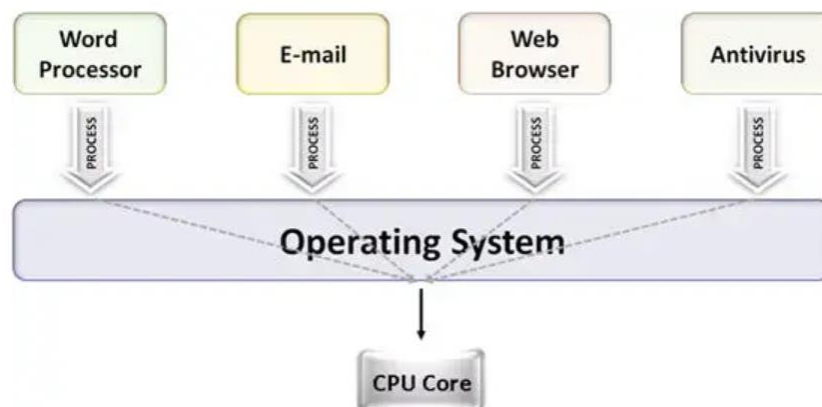 Word
Processor
E-mail
Web
Browser
Antivirus
PROCESS
PROCESS
PROCESS
PROCESS
Operating System
CPU Core